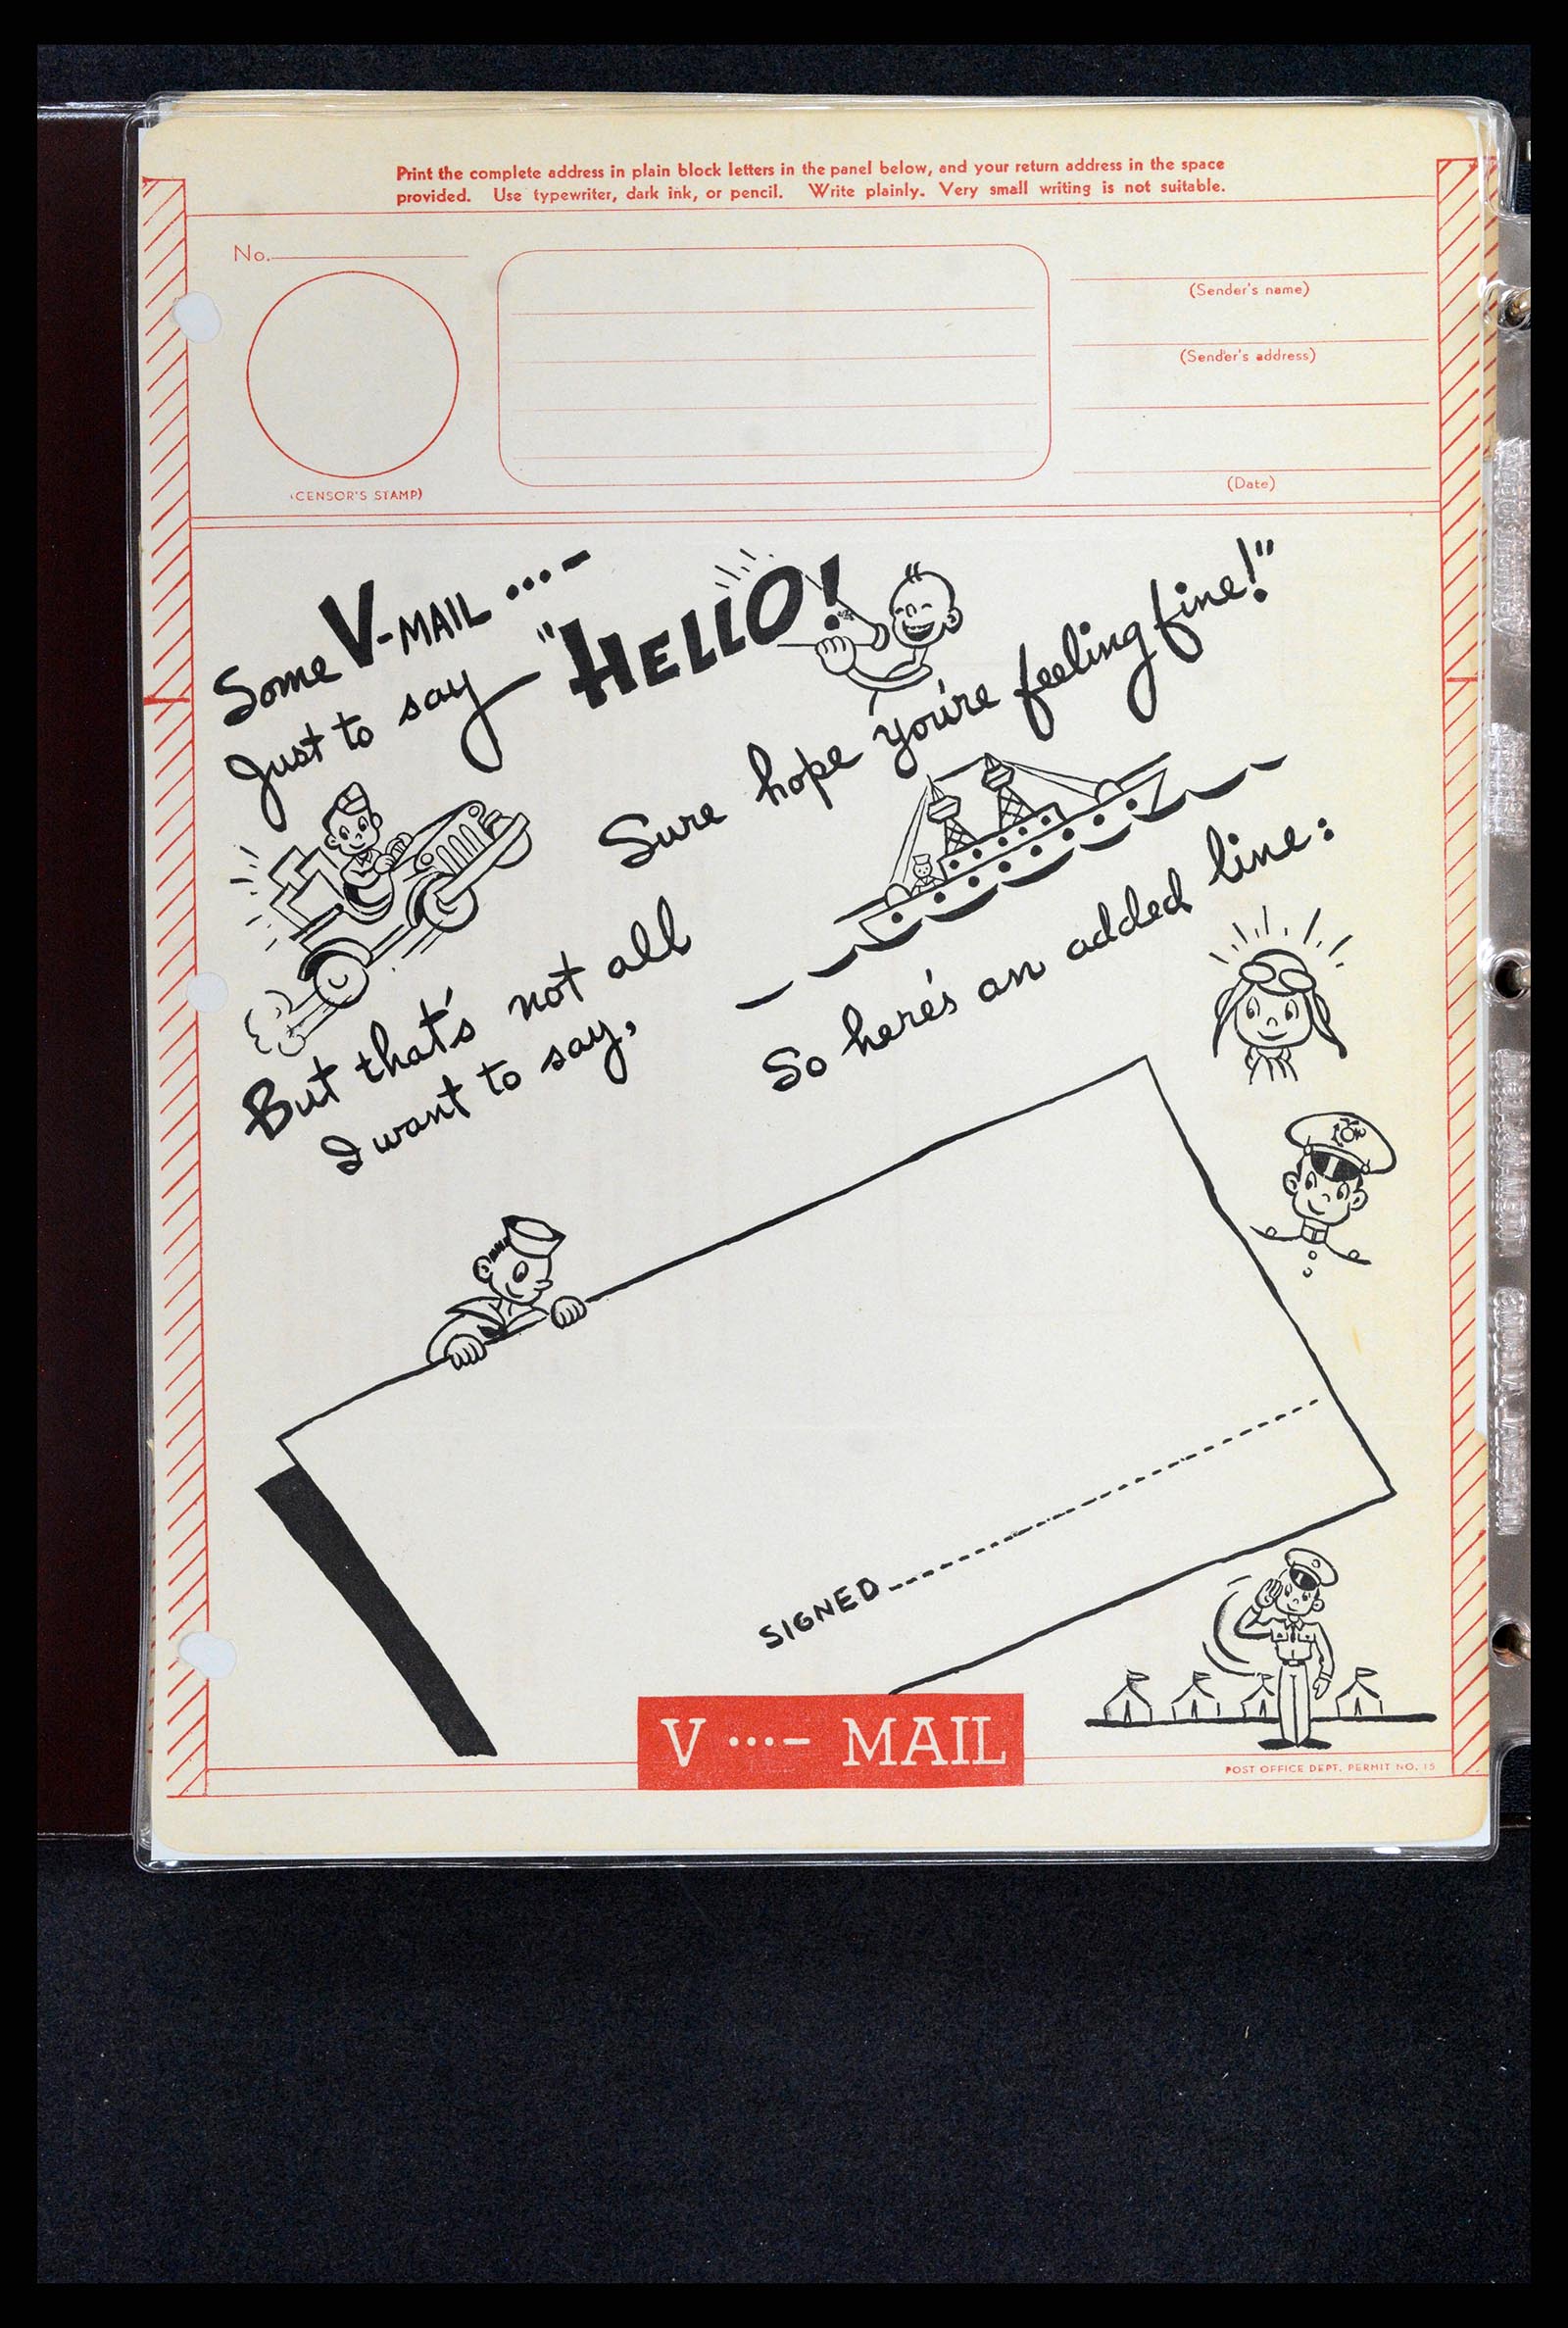 Print the complete address in plain block letters in the panel below, and your return address in the space
provided. Use typewriter, dark ink, or pencil. Write plainly. Very small writing is not suitable.
No.
(Sender's name)
(Sender's address)
(CENSOR'S STAMP)
(Date)
Some V-MAIL ...-
Just to say "HELLO!
Sure hope you're feeling fine!"
But that's not all
I want to say,
So here's an added line:
SIGNED
V ...- MAIL
POST OFFICE DEPT. PERMIT NO. 15